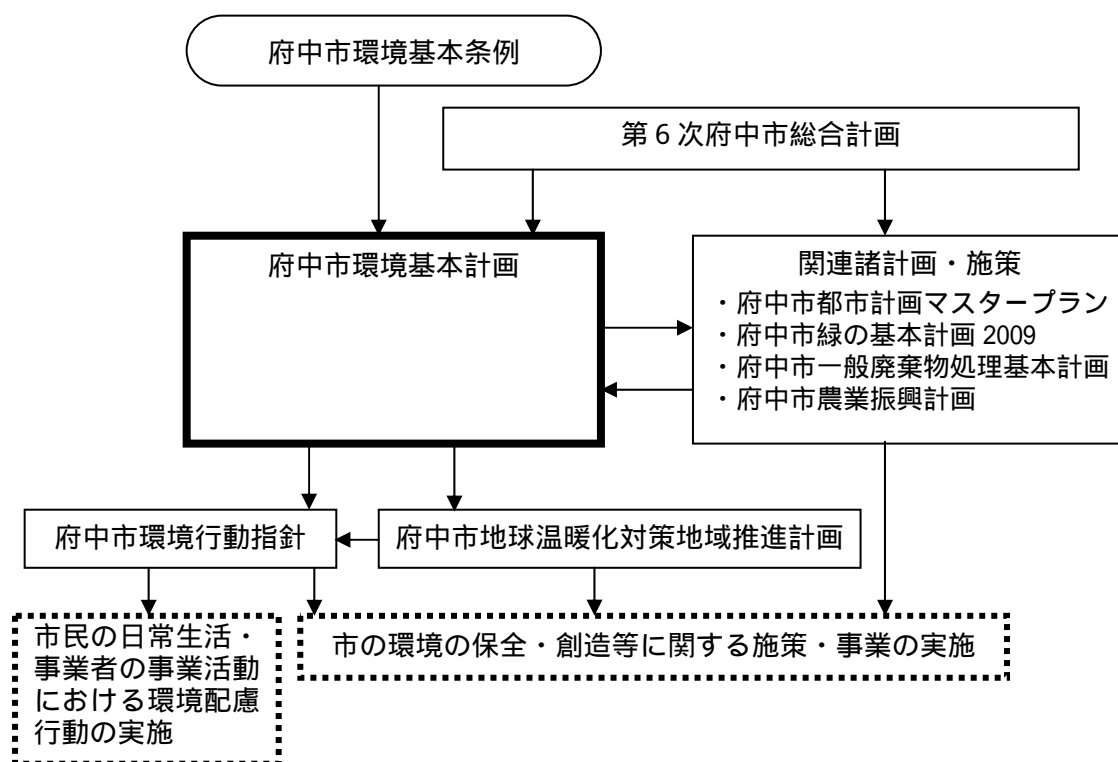 府中市環境基本条例
第6次府中市総合計画
府中市環境基本計画
関連諸計画・施策
・府中市都市計画マスタープラン
・府中市緑の基本計画 2009
・府中市一般廃棄物処理基本計画
・府中市農業振興計画
府中市環境行動指針
府中市地球温暖化対策地域推進計画
市民の日常生活・
事業者の事業活動
における環境配慮
行動の実施
市の環境の保全・創造等に関する施策・事業の実施